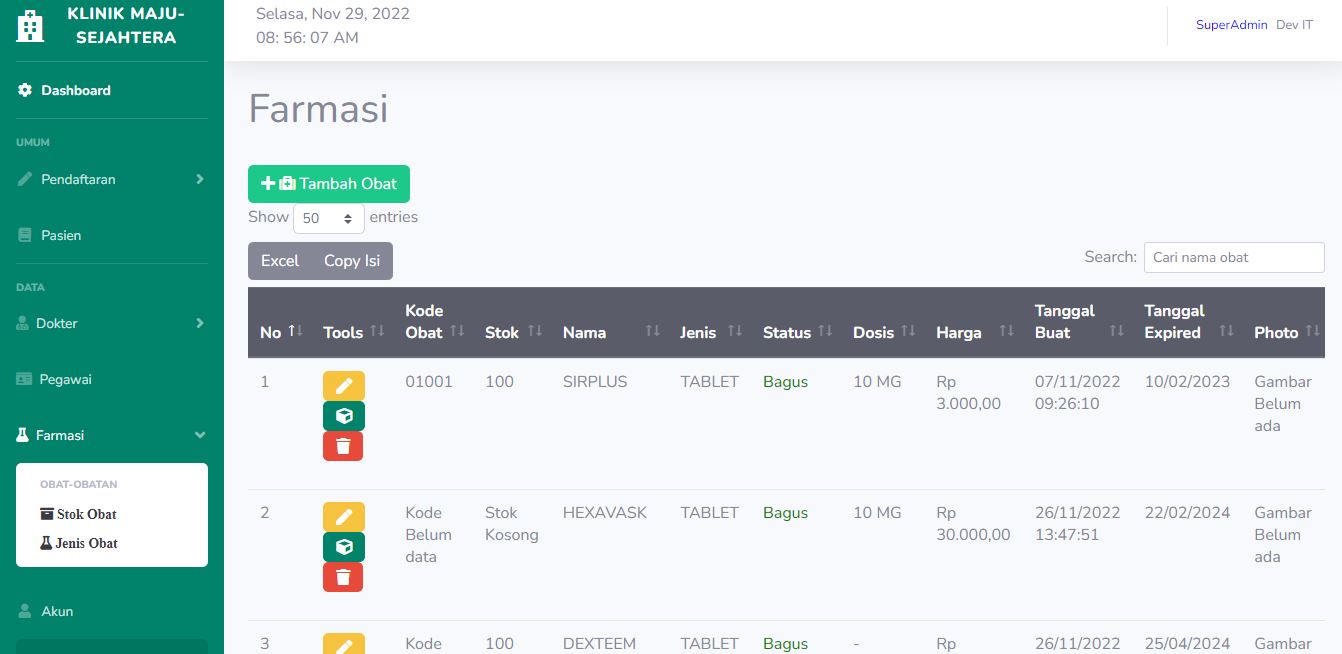 KLINIK MAJU-
SEJAHTERA
Selasa, Nov 29, 2022
08: 56: 07 AM
SuperAdmin Dev IT
Dashboard
UMUM
Pendaftaran
Pasien
DATA
Dokter
Pegawai
Farmasi
OBAT-OBATAN
Stok Obat
Jenis Obat
Akun
Farmasi
Tambah Obat
Show 50 entries
Excel Copy Isi
Search: Cari nama obat
No Tools Kode Obat Stok Nama Jenis Status Dosis Harga Tanggal Buat Tanggal Expired Photo
1 01001 100 SIRPLUS TABLET Bagus 10 MG Rp 07/11/2022 10/02/2023 Gambar
3.000,00 09:26:10 Belum
ada
2 Kode Stok HEXAVASK TABLET Bagus 10 MG Rp 26/11/2022 22/02/2024 Gambar
Belum Kosong 30.000,00 13:47:51 Belum
data ada
3 Kode 100 DEXTEEM TABLET Bagus - Rp 26/11/2022 25/04/2024 Gambar